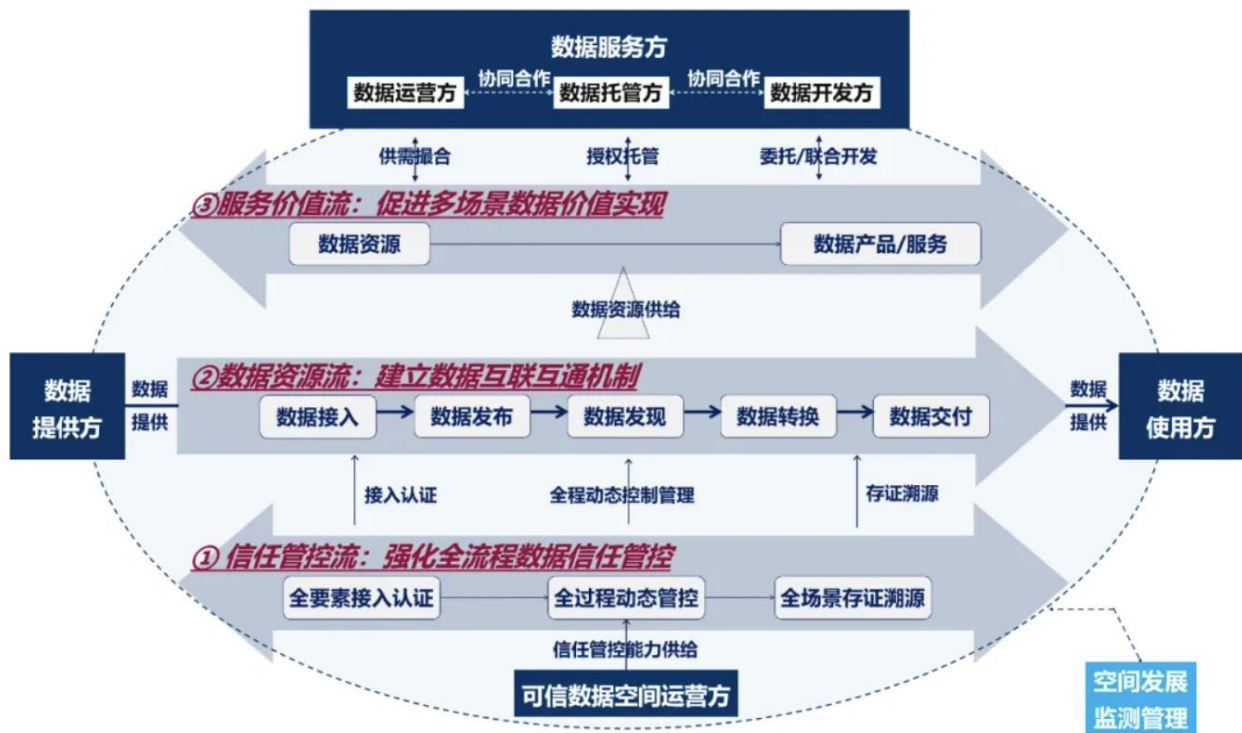 数据服务方
协同合作 协同合作
数据运营方 数据托管方 数据开发方
供需撮合 授权托管 委托/联合开发
③服务价值流：促进多场景数据价值实现
数据资源 数据产品/服务
数据资源供给
数据
提供方
数据
提供
②数据资源流：建立数据互联互通机制
数据接入 数据发布 数据发现 数据转换 数据交付
数据
提供
数据
使用方
接入认证 全程动态控制管理 存证溯源
① 信任管控流：强化全流程数据信任管控
全要素接入认证 全过程动态管控 全场景存证溯源
信任管控能力供给
可信数据空间运营方
空间发展
监测管理